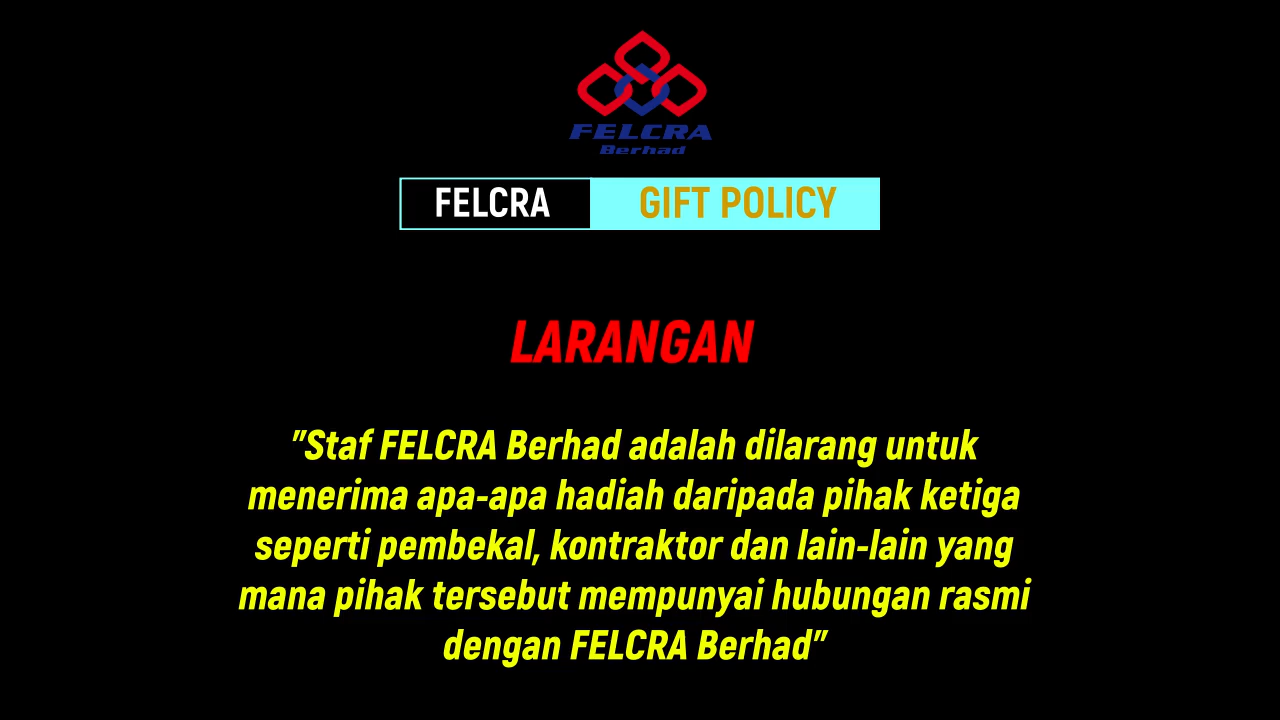 FELCRA
Berhad
FELCRA GIFT POLICY
LARANGAN
"Staf FELCRA Berhad adalah dilarang untuk
menerima apa-apa hadiah daripada pihak ketiga
seperti pembekal, kontraktor dan lain-lain yang
mana pihak tersebut mempunyai hubungan rasmi
dengan FELCRA Berhad"